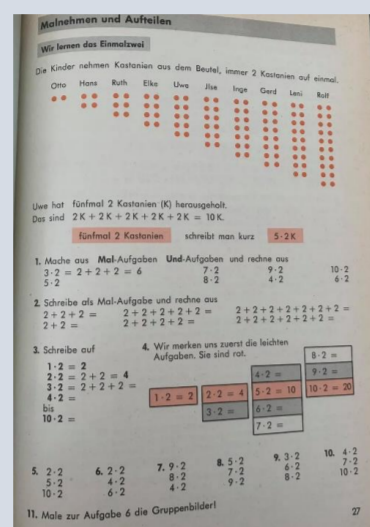 Malnehmen und Aufteilen
Wir lernen das Einmalzwei
Die Kinder nehmen Kastanien aus dem Beutel, immer 2 Kastanien auf einmal.
Otto Hans Ruth Elke Uwe Ilse Inge Gerd Leni Rolf
Uwe hat fünfmal 2 Kastanien (K) herausgeholt.
Das sind 2 K + 2 K + 2 K + 2 K + 2 K = 10 K.
fünfmal 2 Kastanien schreibt man kurz 5 · 2 K
1. Mache aus Mal-Aufgaben Und-Aufgaben und rechne aus
3 · 2 = 2 + 2 + 2 = 6 7 · 2 9 · 2 10 · 2
5 · 2 8 · 2 4 · 2 6 · 2
2. Schreibe als Mal-Aufgabe und rechne aus
2 + 2 + 2 = 2 + 2 + 2 + 2 + 2 = 2 + 2 + 2 + 2 + 2 + 2 + 2 =
2 + 2 = 2 + 2 + 2 + 2 = 2 + 2 + 2 + 2 + 2 + 2 =
3. Schreibe auf
1 · 2 = 2
2 · 2 = 2 + 2 = 4
3 · 2 = 2 + 2 + 2 =
4 · 2 =
bis
10 · 2 =
4. Wir merken uns zuerst die leichten
Aufgaben. Sie sind rot.
8 · 2 =
4 · 2 = 9 · 2 =
1 · 2 = 2 2 · 2 = 4 5 · 2 = 10 10 · 2 = 20
3 · 2 = 6 · 2 =
7 · 2 =
5. 2 · 2 6. 2 · 2 7. 9 · 2 8. 5 · 2 9. 3 · 2 10. 4 · 2
5 · 2 4 · 2 8 · 2 7 · 2 6 · 2 7 · 2
10 · 2 6 · 2 4 · 2 9 · 2 8 · 2 10 · 2
11. Male zur Aufgabe 6 die Gruppenbilder!
27